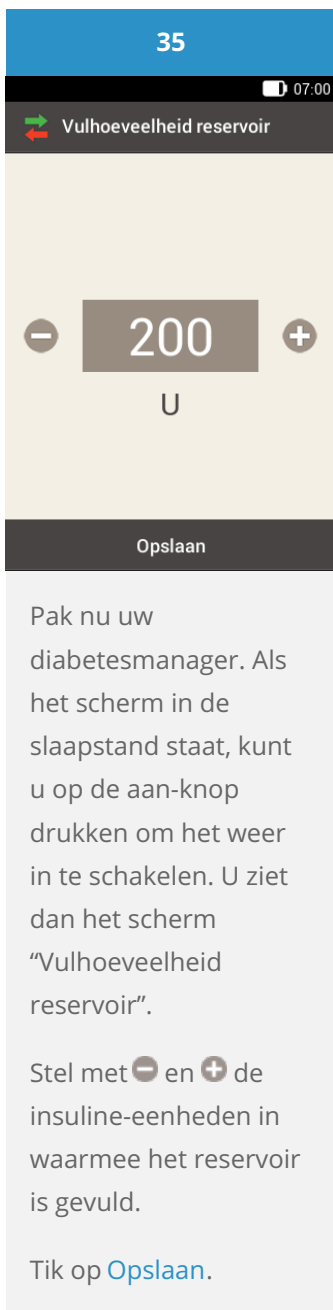 35
07:00
Vulhoeveelheid reservoir
200
U
Opslaan
Pak nu uw
diabetesmanager. Als
het scherm in de
slaapstand staat, kunt
u op de aan-knop
drukken om het weer
in te schakelen. U ziet
dan het scherm
“Vulhoeveelheid
reservoir”.
Stel met en de
insuline-eenheden in
waarmee het reservoir
is gevuld.
Tik op Opslaan.